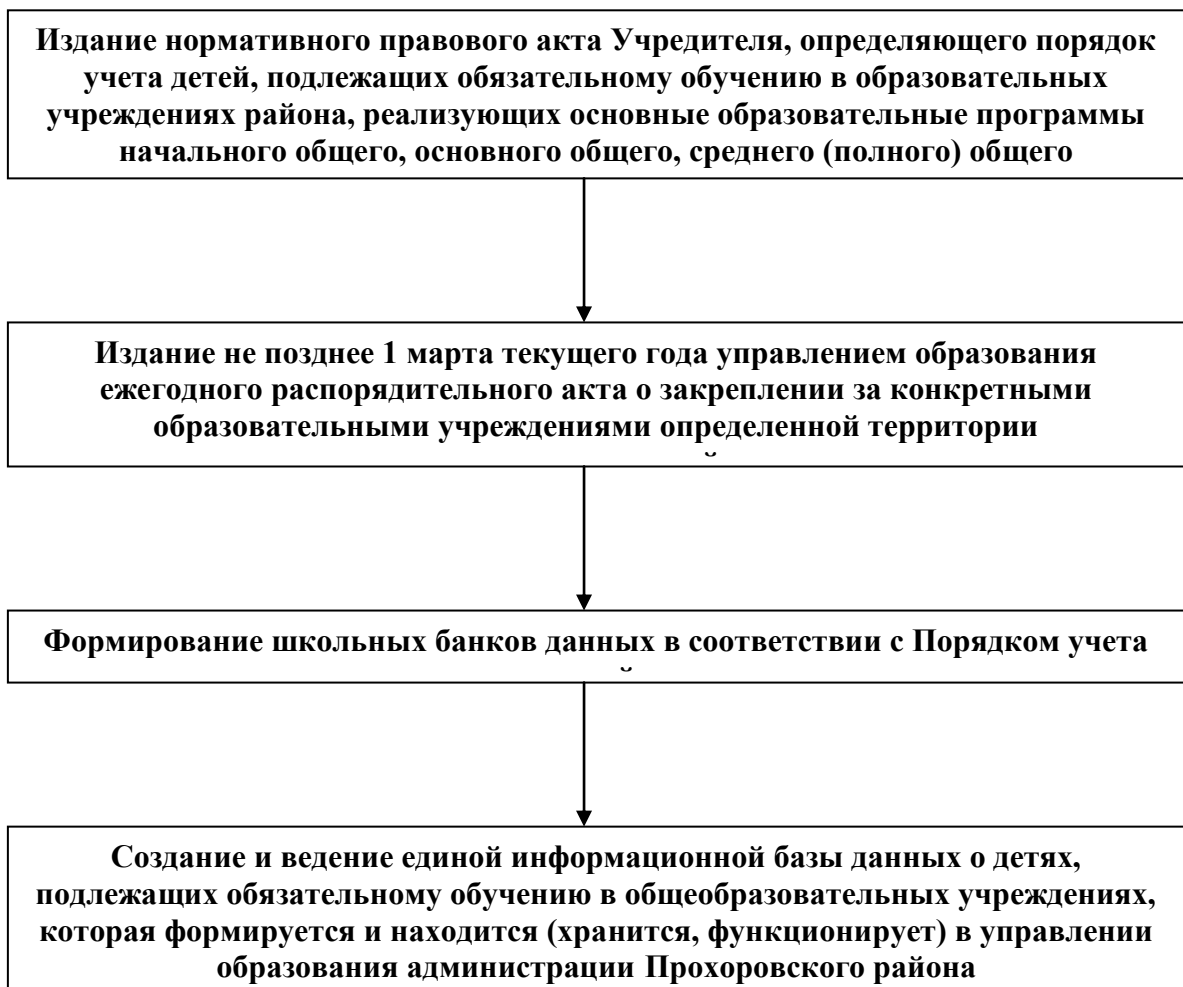 Издание нормативного правового акта Учредителя, определяющего порядок
учета детей, подлежащих обязательному обучению в образовательных
учреждениях района, реализующих основные образовательные программы
начального общего, основного общего, среднего (полного) общего
Издание не позднее 1 марта текущего года управлением образования
ежегодного распорядительного акта о закреплении за конкретными
образовательными учреждениями определенной территории
Формирование школьных банков данных в соответствии с Порядком учета
Создание и ведение единой информационной базы данных о детях,
подлежащих обязательному обучению в общеобразовательных учреждениях,
которая формируется и находится (хранится, функционирует) в управлении
образования администрации Прохоровского района